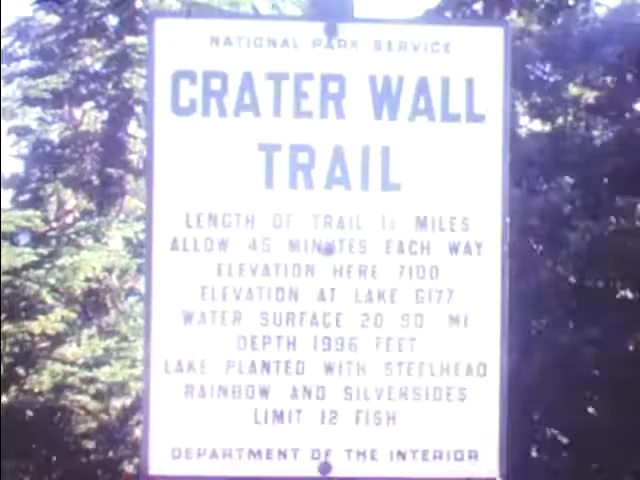 NATIONAL PARK SERVICE
CRATER WALL
TRAIL
LENGTH OF TRAIL MILES
ALLOW 45 MINUTES EACH WAY
ELEVATION HERE 7100
ELEVATION AT LAKE 6177
WATER SURFACE 20 SQ MI
DEPTH 1996 FEET
LAKE PLANTED WITH STEELHEAD
RAINBOW AND SILVERSIDES
LIMIT 12 FISH
DEPARTMENT OF THE INTERIOR